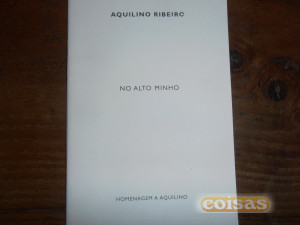 AQUILINO RIBEIRO
NO ALTO MINHO
HOMENAGEM A AQUILINO
coisas